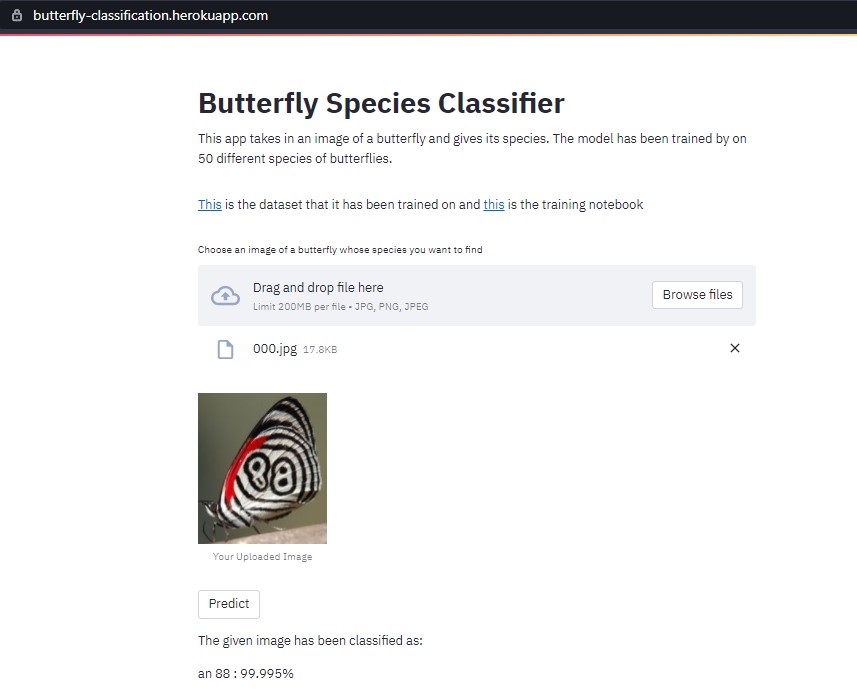 butterfly-classification.herokuapp.com
Butterfly Species Classifier
This app takes in an image of a butterfly and gives its species. The model has been trained by on
50 different species of butterflies.
This is the dataset that it has been trained on and this is the training notebook
Choose an image of a butterfly whose species you want to find
Drag and drop file here
Limit 200MB per file • JPG, PNG, JPEG
Browse files
000.jpg 17.8KB
88
Your Uploaded Image
Predict
The given image has been classified as:
an 88 : 99.995%